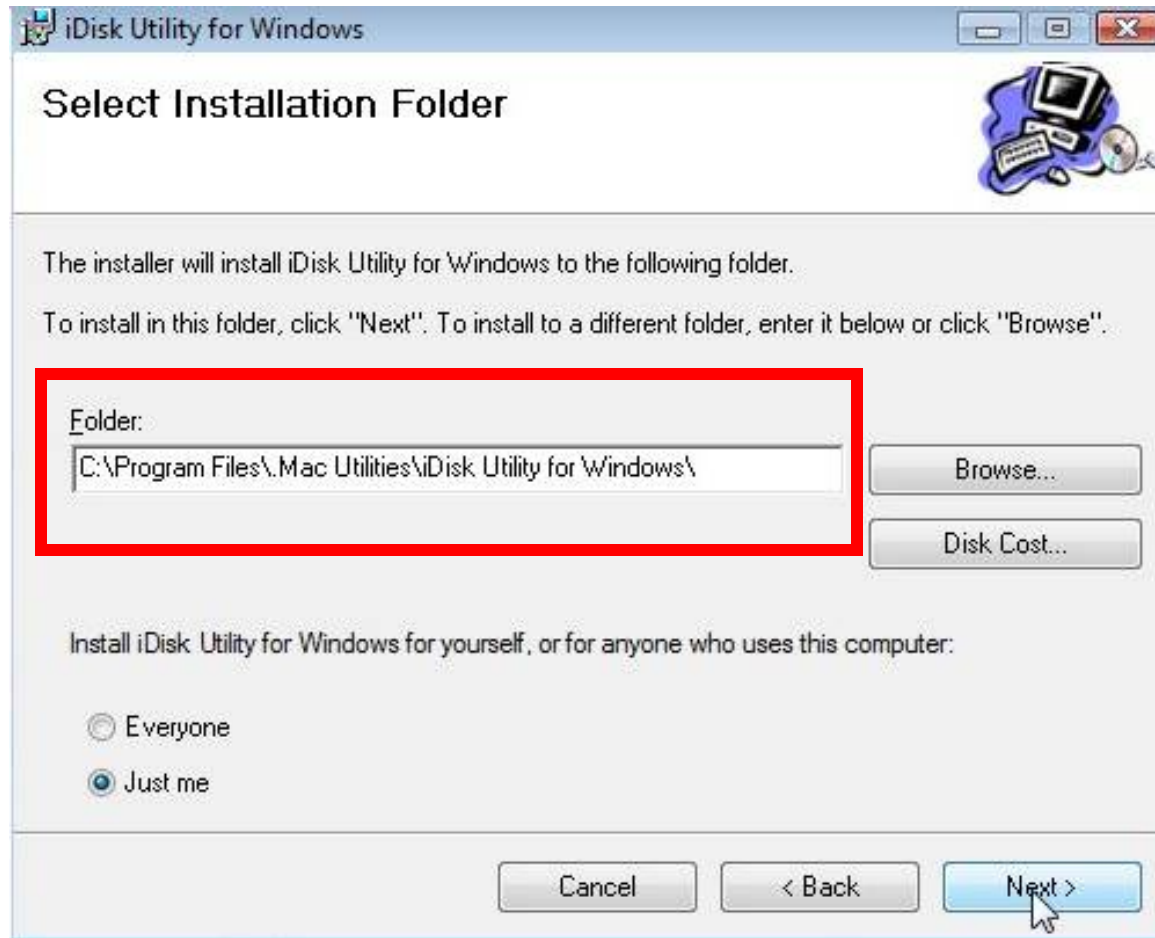 iDisk Utility for Windows
Select Installation Folder
The installer will install iDisk Utility for Windows to the following folder.
To install in this folder, click "Next". To install to a different folder, enter it below or click "Browse".
Folder:
C:\Program Files\.Mac Utilities\iDisk Utility for Windows\
Browse...
Disk Cost...
Install iDisk Utility for Windows for yourself, or for anyone who uses this computer:
Everyone
Just me
Cancel
< Back
Next >